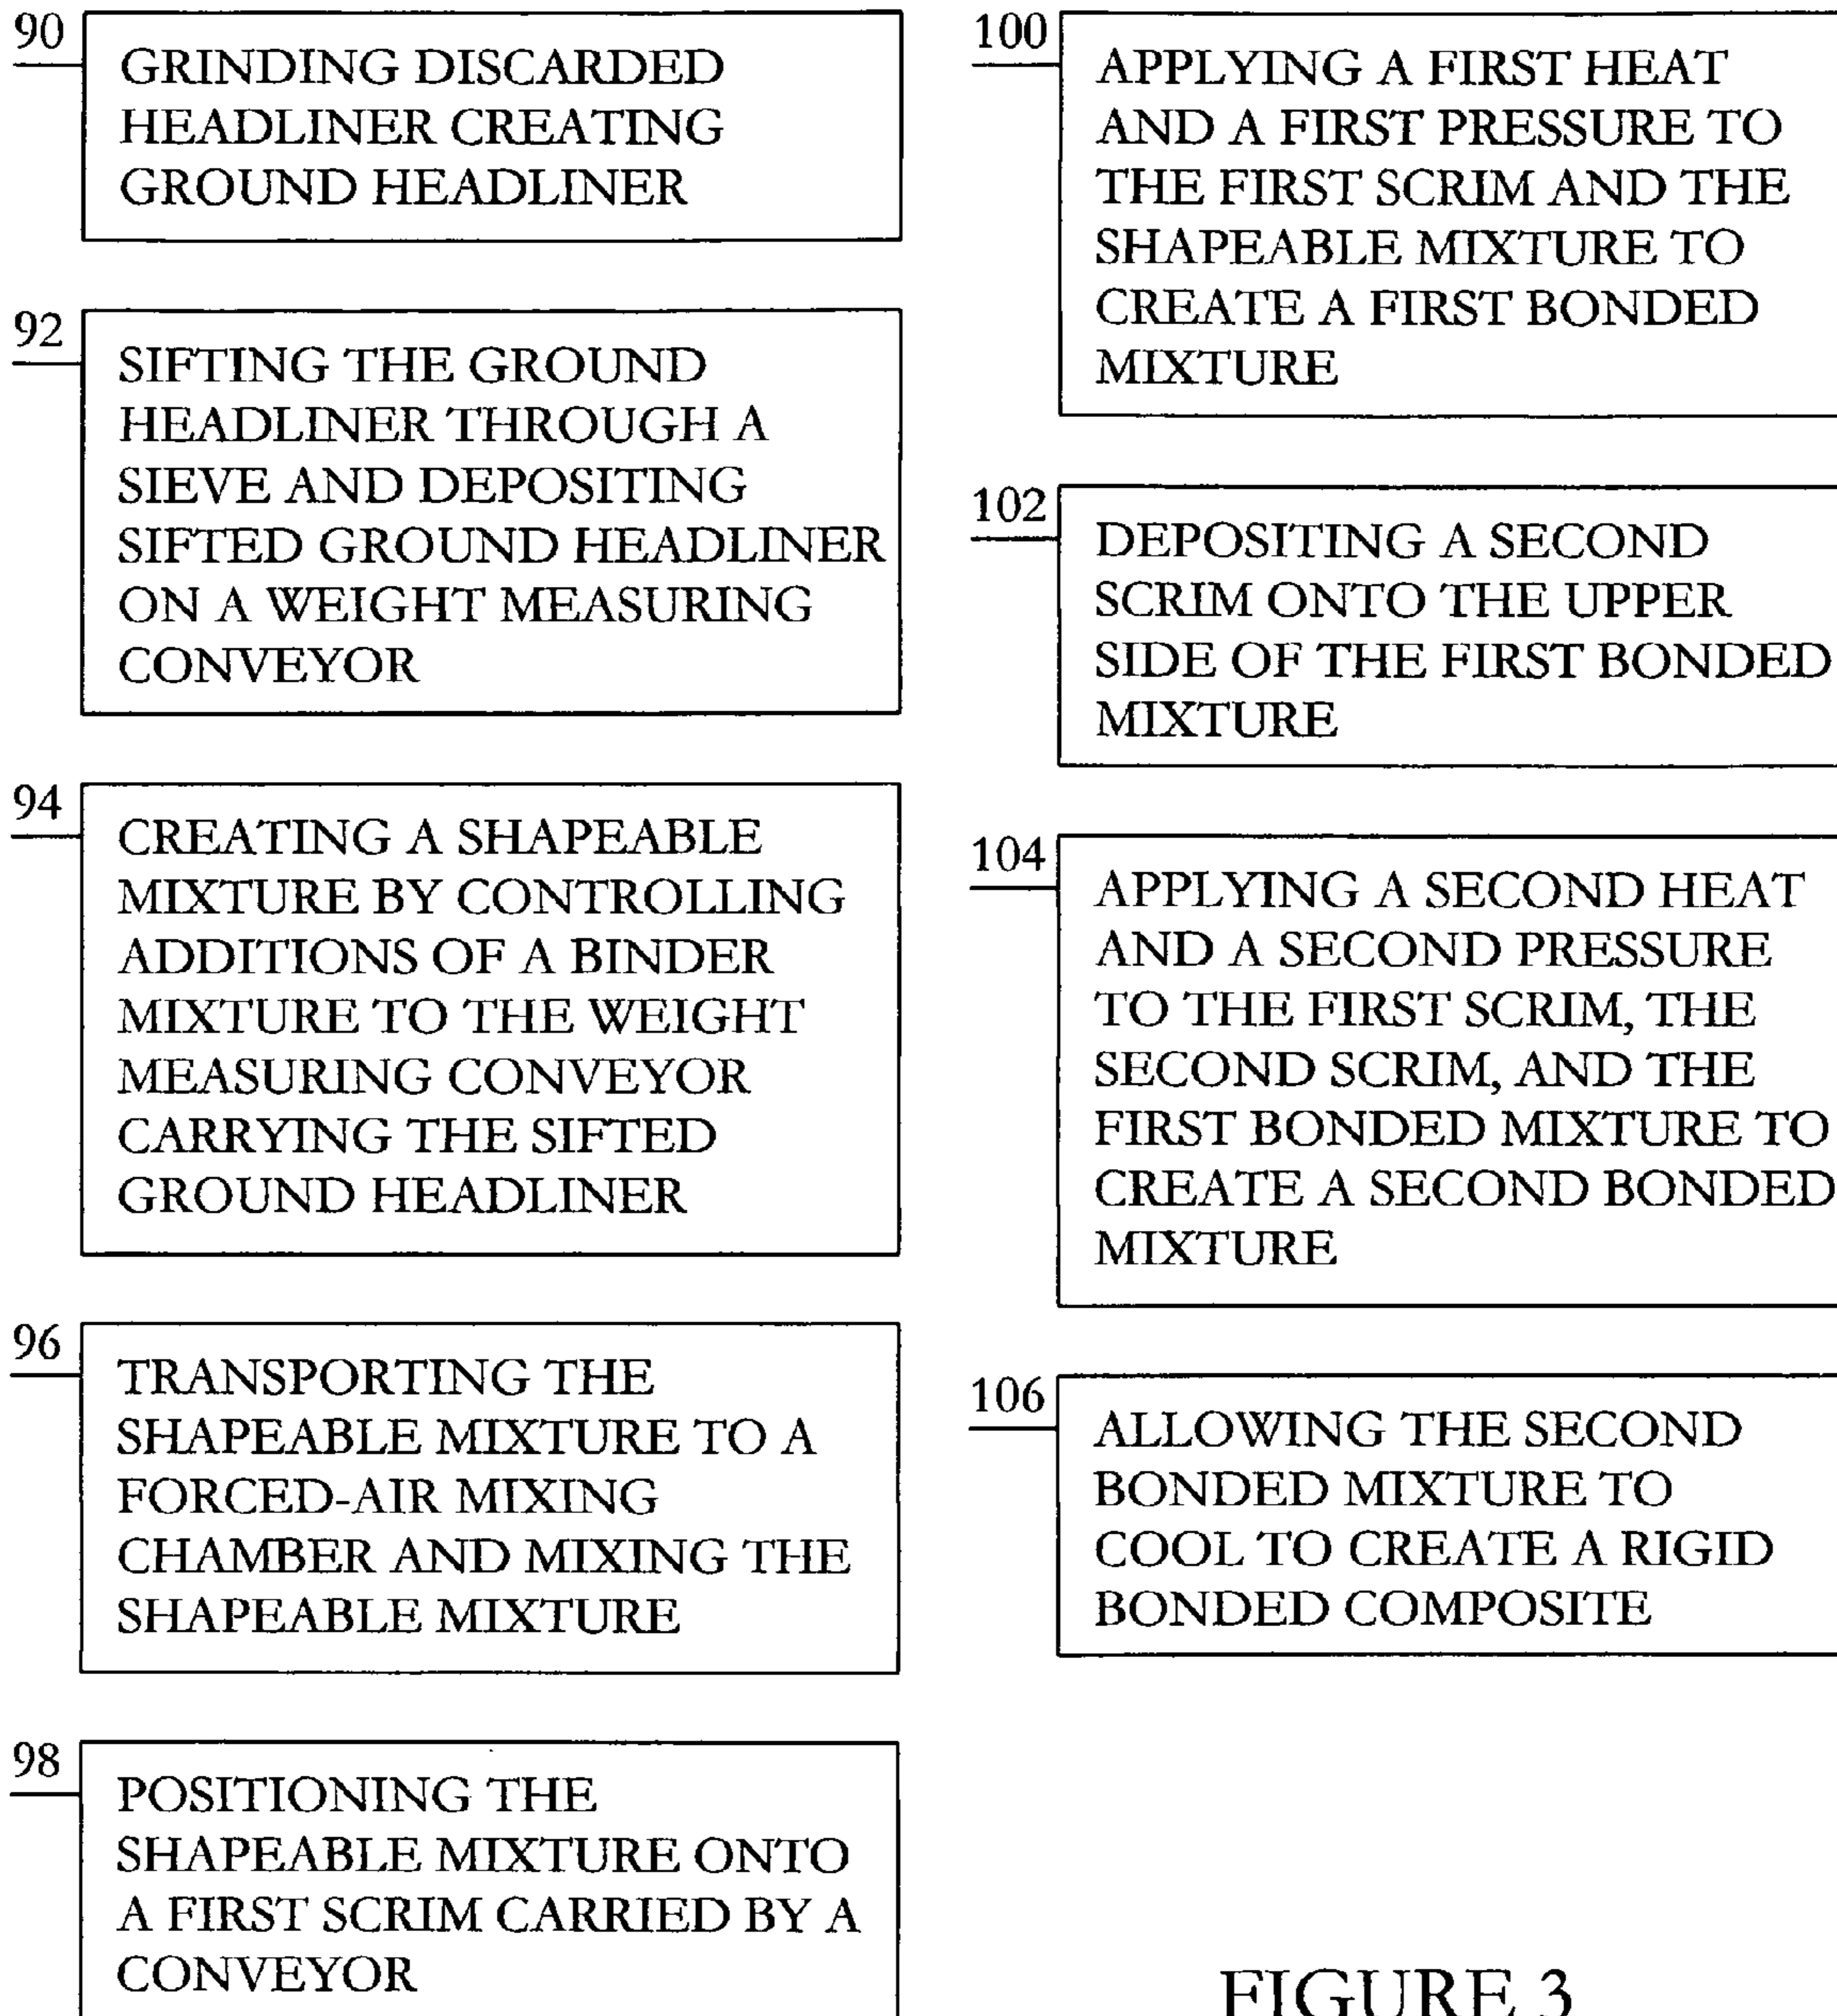 90
GRINDING DISCARDED
HEADLINER CREATING
GROUND HEADLINER
92
SIFTING THE GROUND
HEADLINER THROUGH A
SIEVE AND DEPOSITING
SIFTED GROUND HEADLINER
ON A WEIGHT MEASURING
CONVEYOR
94
CREATING A SHAPEABLE
MIXTURE BY CONTROLLING
ADDITIONS OF A BINDER
MIXTURE TO THE WEIGHT
MEASURING CONVEYOR
CARRYING THE SIFTED
GROUND HEADLINER
96
TRANSPORTING THE
SHAPEABLE MIXTURE TO A
FORCED-AIR MIXING
CHAMBER AND MIXING THE
SHAPEABLE MIXTURE
98
POSITIONING THE
SHAPEABLE MIXTURE ONTO
A FIRST SCRIM CARRIED BY A
CONVEYOR
100
APPLYING A FIRST HEAT
AND A FIRST PRESSURE TO
THE FIRST SCRIM AND THE
SHAPEABLE MIXTURE TO
CREATE A FIRST BONDED
MIXTURE
102
DEPOSITING A SECOND
SCRIM ONTO THE UPPER
SIDE OF THE FIRST BONDED
MIXTURE
104
APPLYING A SECOND HEAT
AND A SECOND PRESSURE
TO THE FIRST SCRIM, THE
SECOND SCRIM, AND THE
FIRST BONDED MIXTURE TO
CREATE A SECOND BONDED
MIXTURE
106
ALLOWING THE SECOND
BONDED MIXTURE TO
COOL TO CREATE A RIGID
BONDED COMPOSITE
FIGURE 3